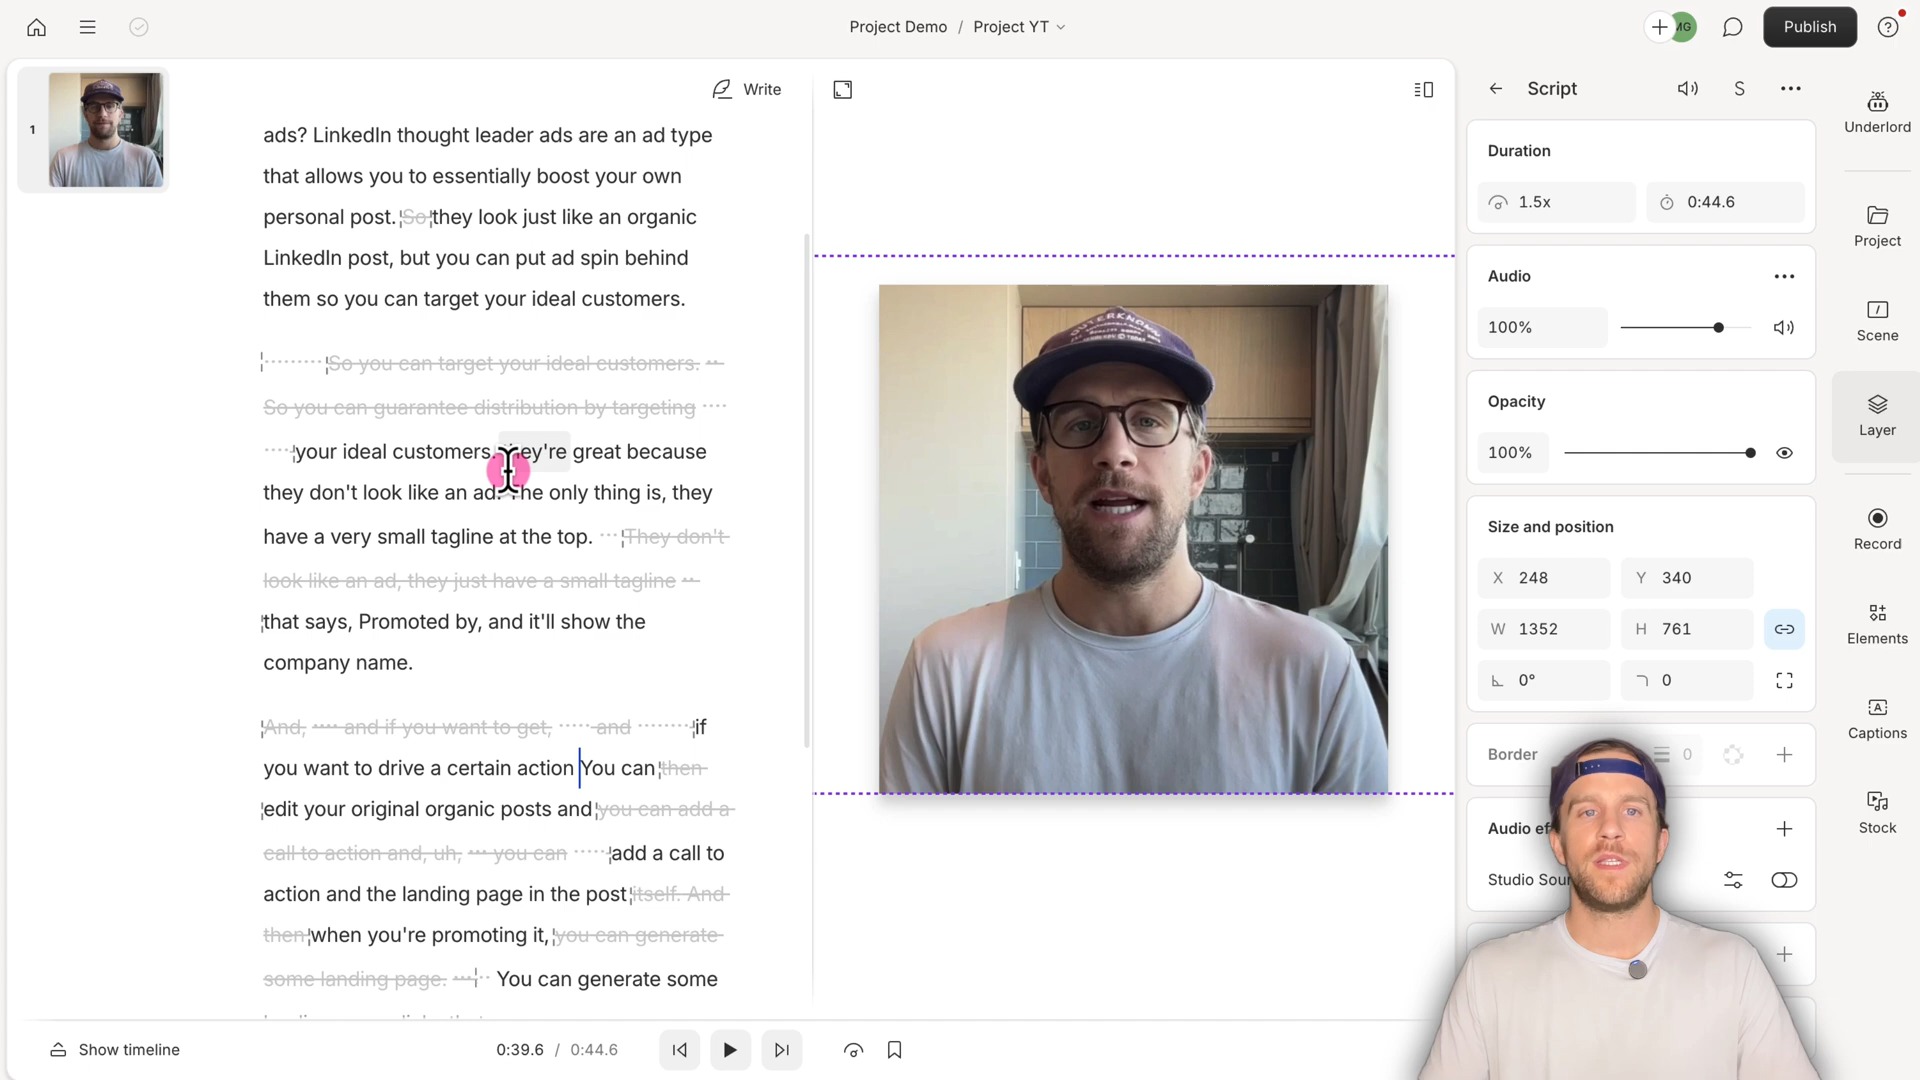 Project Demo / Project YT
MG
Publish
1
Write
ads? LinkedIn thought leader ads are an ad type
that allows you to essentially boost your own
personal post. So they look just like an organic
LinkedIn post, but you can put ad spin behind
them so you can target your ideal customers.
So you can target your ideal customers.
So you can guarantee distribution by targeting
your ideal customers. they're great because
they don't look like an ad. The only thing is, they
have a very small tagline at the top. They don't
look like an ad, they just have a small tagline
that says, Promoted by, and it'll show the
company name.
And, and if you want to get, and if
you want to drive a certain action You can then
edit your original organic posts and you can add a
call to action and, uh, you can add a call to
action and the landing page in the post itself. And
then when you're promoting it, you can generate
some landing page. You can generate some
Show timeline
0:39.6 / 0:44.6
OUTERKNOWN
Script
S
Duration
1.5x
0:44.6
Audio
100%
Opacity
100%
Size and position
X 248
Y 340
W 1352
H 761
0°
0
Border
0
Audio ef
Studio Sou
Underlord
Project
Scene
Layer
Record
Elements
Captions
Stock